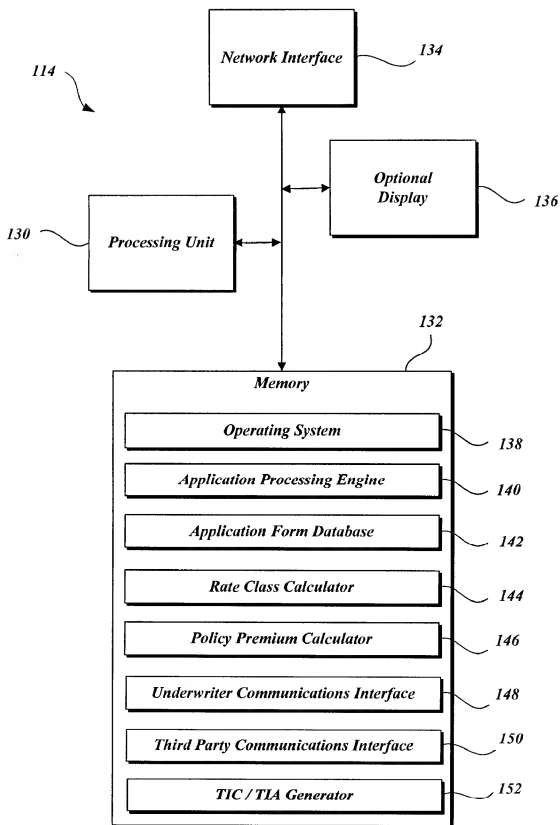 Network Interface
134
114
Optional
Display
136
130
Processing Unit
132
Memory
Operating System
138
Application Processing Engine
140
Application Form Database
142
Rate Class Calculator
144
Policy Premium Calculator
146
Underwriter Communications Interface
148
Third Party Communications Interface
150
TIC / TIA Generator
152